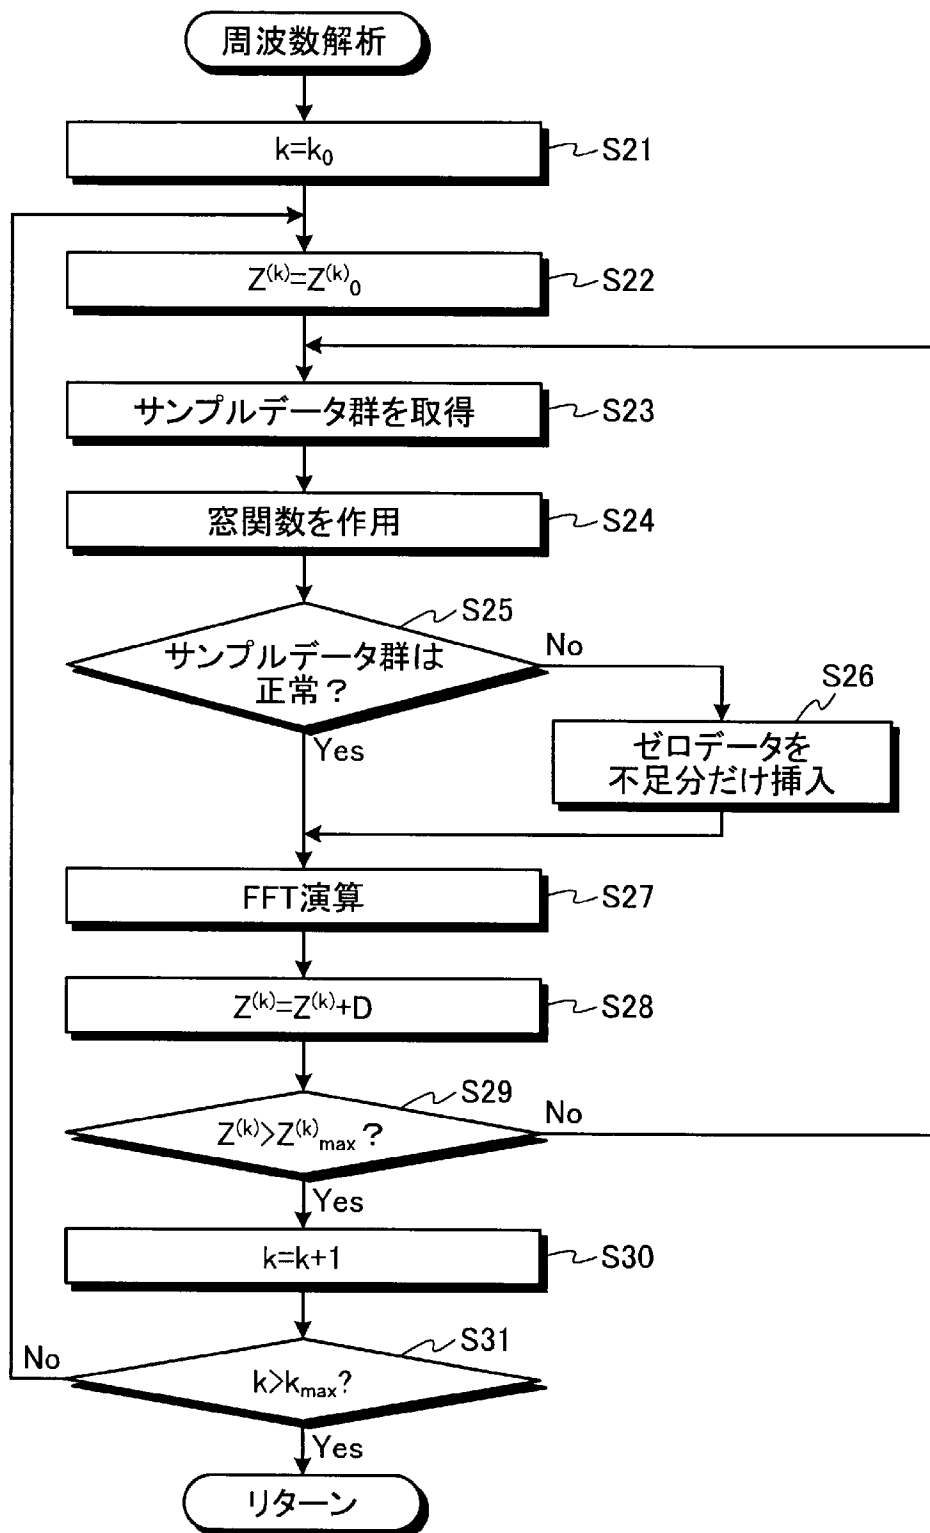 周波数解析
k=k₀
S21
Z⁽ᵏ⁾=Z⁽ᵏ⁾₀
S22
サンプルデータ群を取得
S23
窓関数を作用
S24
S25
サンプルデータ群は
正常？
No
Yes
S26
ゼロデータを
不足分だけ挿入
FFT演算
S27
Z⁽ᵏ⁾=Z⁽ᵏ⁾+D
S28
S29
Z⁽ᵏ⁾>Z⁽ᵏ⁾max？
No
Yes
k=k+1
S30
S31
No
k>kmax?
Yes
リターン